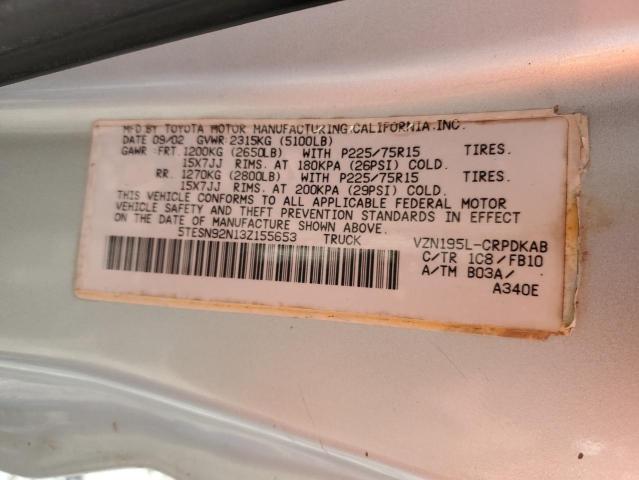 MFD BY TOYOTA MOTOR MANUFACTURING, CALIFORNIA, INC.
DATE 09/02 GVWR 2315KG (5100LB)
GAWR FRT. 1200KG (2650LB) WITH P225/75R15 TIRES.
15X7JJ RIMS. AT 180KPA (26PSI) COLD.
RR. 1270KG (2800LB) WITH P225/75R15 TIRES.
15X7JJ RIMS. AT 200KPA (29PSI) COLD.
THIS VEHICLE CONFORMS TO ALL APPLICABLE FEDERAL MOTOR
VEHICLE SAFETY AND THEFT PREVENTION STANDARDS IN EFFECT
ON THE DATE OF MANUFACTURE SHOWN ABOVE.
5TESN92N13Z155653 TRUCK VZN195L-CRPDKAB
C/TR 1C8/FB10
A/TM B03A/
A340E